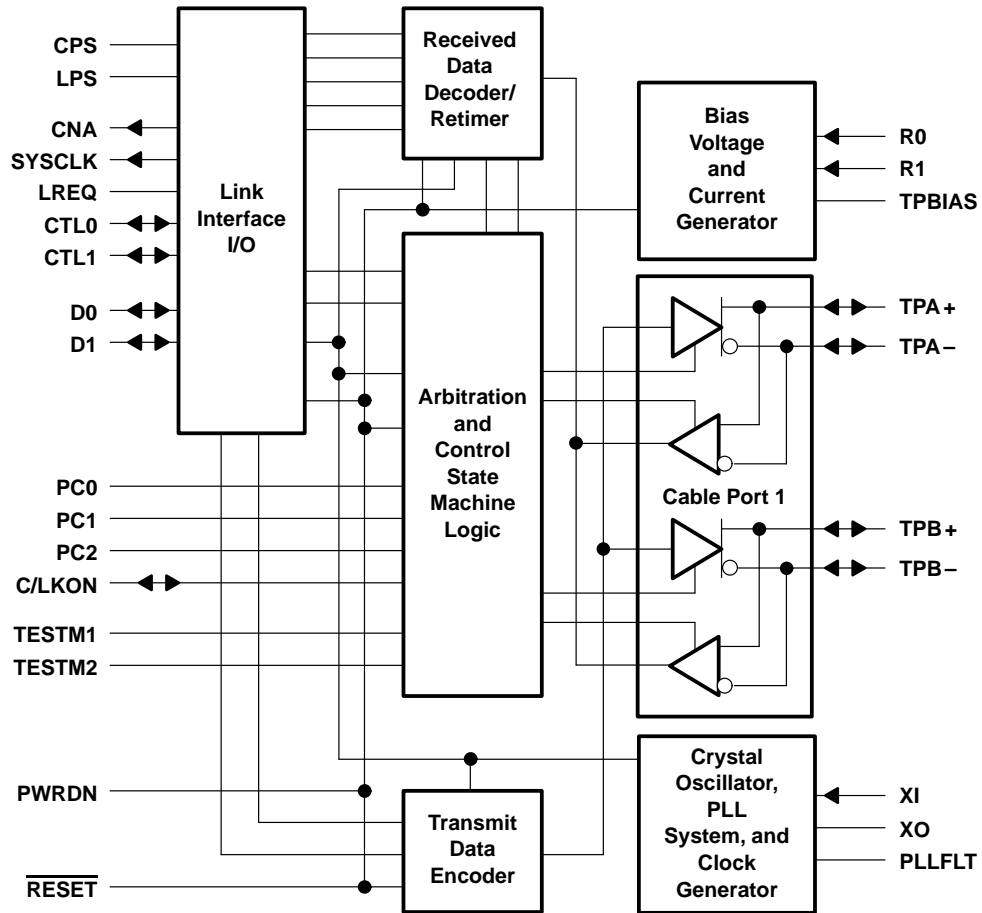 CPS
LPS
CNA
SYSCLK
LREQ
CTL0
CTL1
D0
D1
PC0
PC1
PC2
C/LKON
TESTM1
TESTM2
PWRDN
RESET
Link
Interface
I/O
Received
Data
Decoder/
Retimer
Arbitration
and
Control
State
Machine
Logic
Transmit
Data
Encoder
Bias
Voltage
and
Current
Generator
Cable Port 1
Crystal
Oscillator,
PLL
System, and
Clock
Generator
R0
R1
TPBIAS
TPA+
TPA−
TPB+
TPB−
XI
XO
PLLFLT